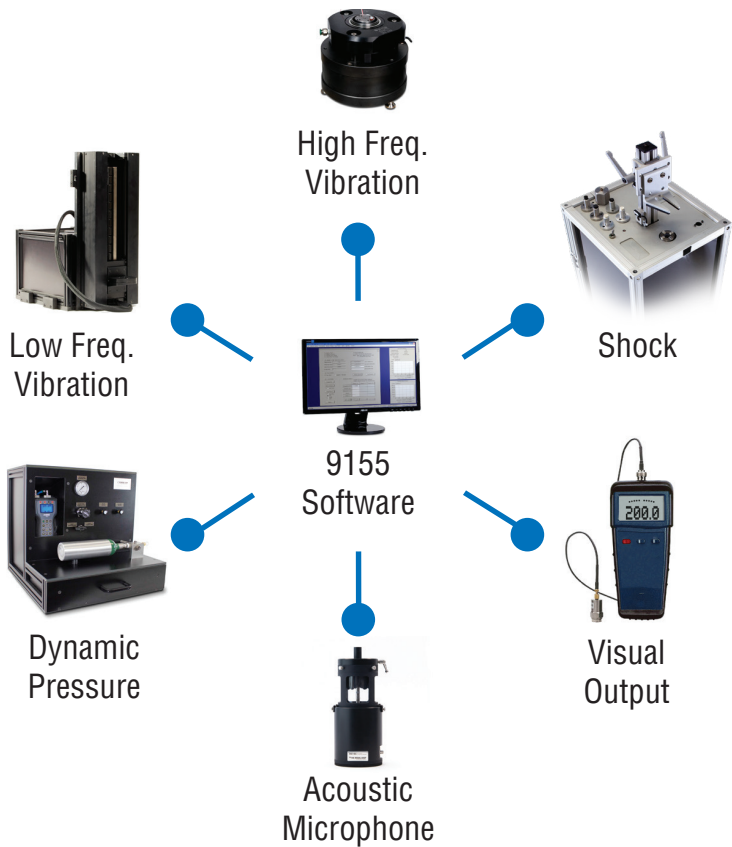 High Freq.
Vibration
Low Freq.
Vibration
Shock
9155
Software
200.0
Dynamic
Pressure
Visual
Output
Acoustic
Microphone